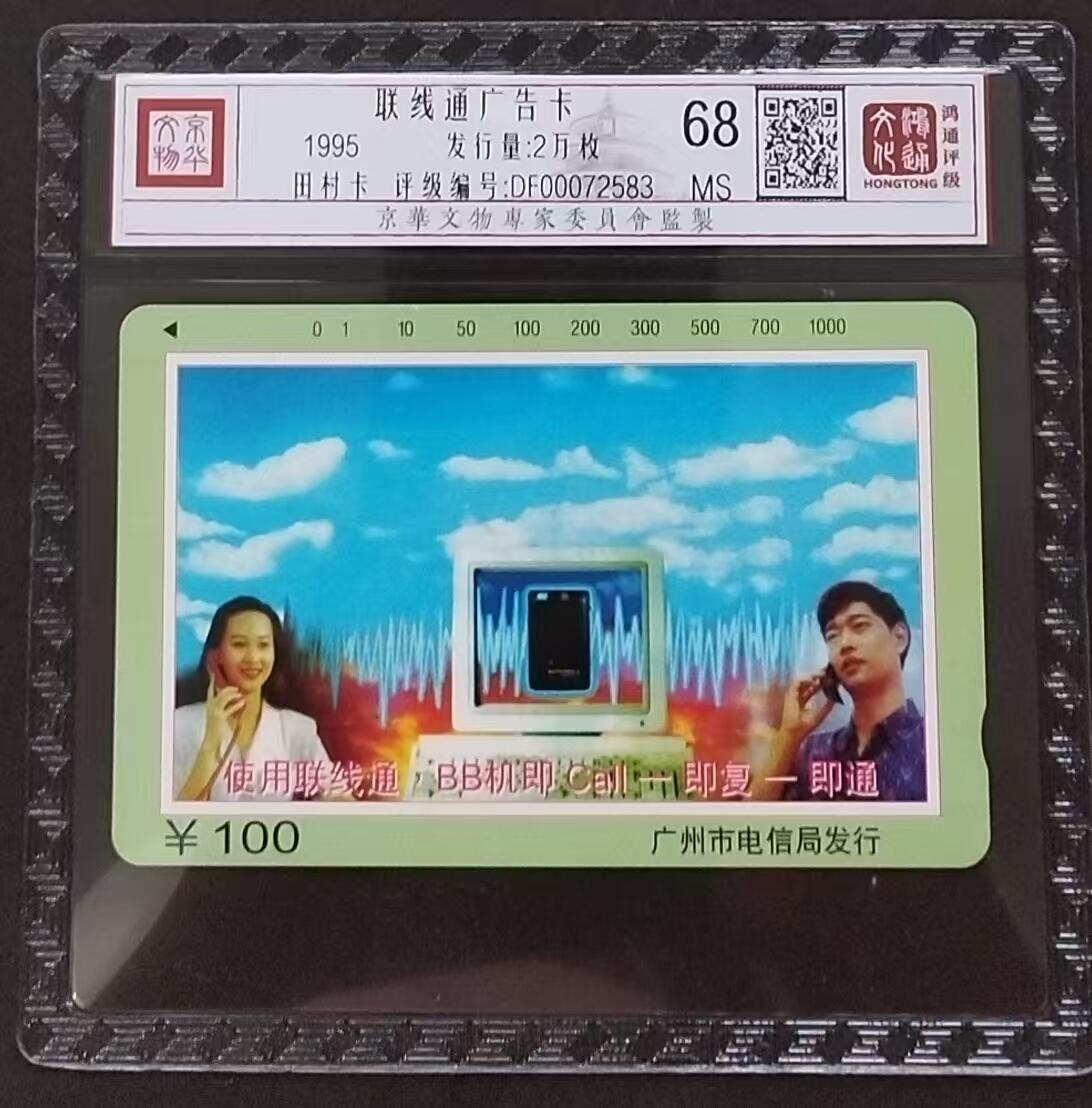 京华文物
联线通广告卡
1995 发行量:2万枚
田村卡 评级编号:DF00072583
68
MS
鸿通文化
HONGTONG
鸿通评级
京華文物專家委員會監製
0 1 10 50 100 200 300 500 700 1000
MOTOROLA
使用联线通，BB机即 Call 一 即复 一 即通
¥ 100
广州市电信局发行